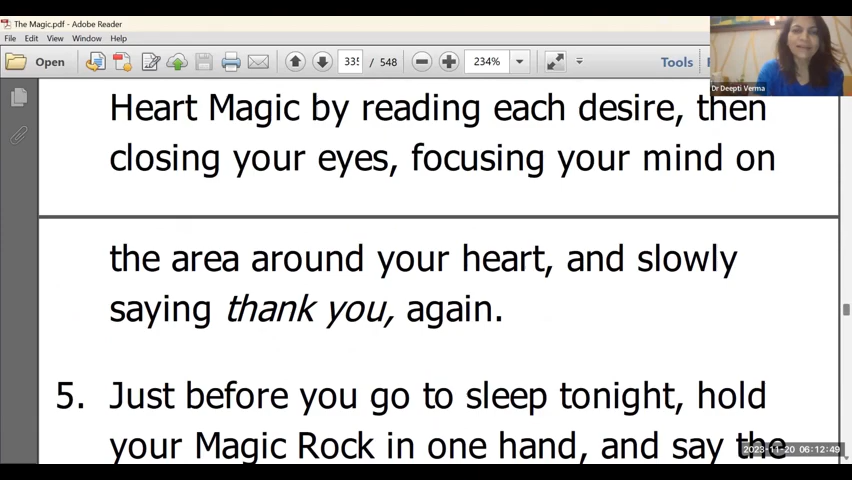 The Magic.pdf - Adobe Reader
File Edit View Window Help
Open 335 / 548 234% Tools
Dr Deepti Verma
Heart Magic by reading each desire, then
closing your eyes, focusing your mind on
the area around your heart, and slowly
saying thank you, again.
5. Just before you go to sleep tonight, hold
your Magic Rock in one hand, and say the
2023-11-20 06:12:49